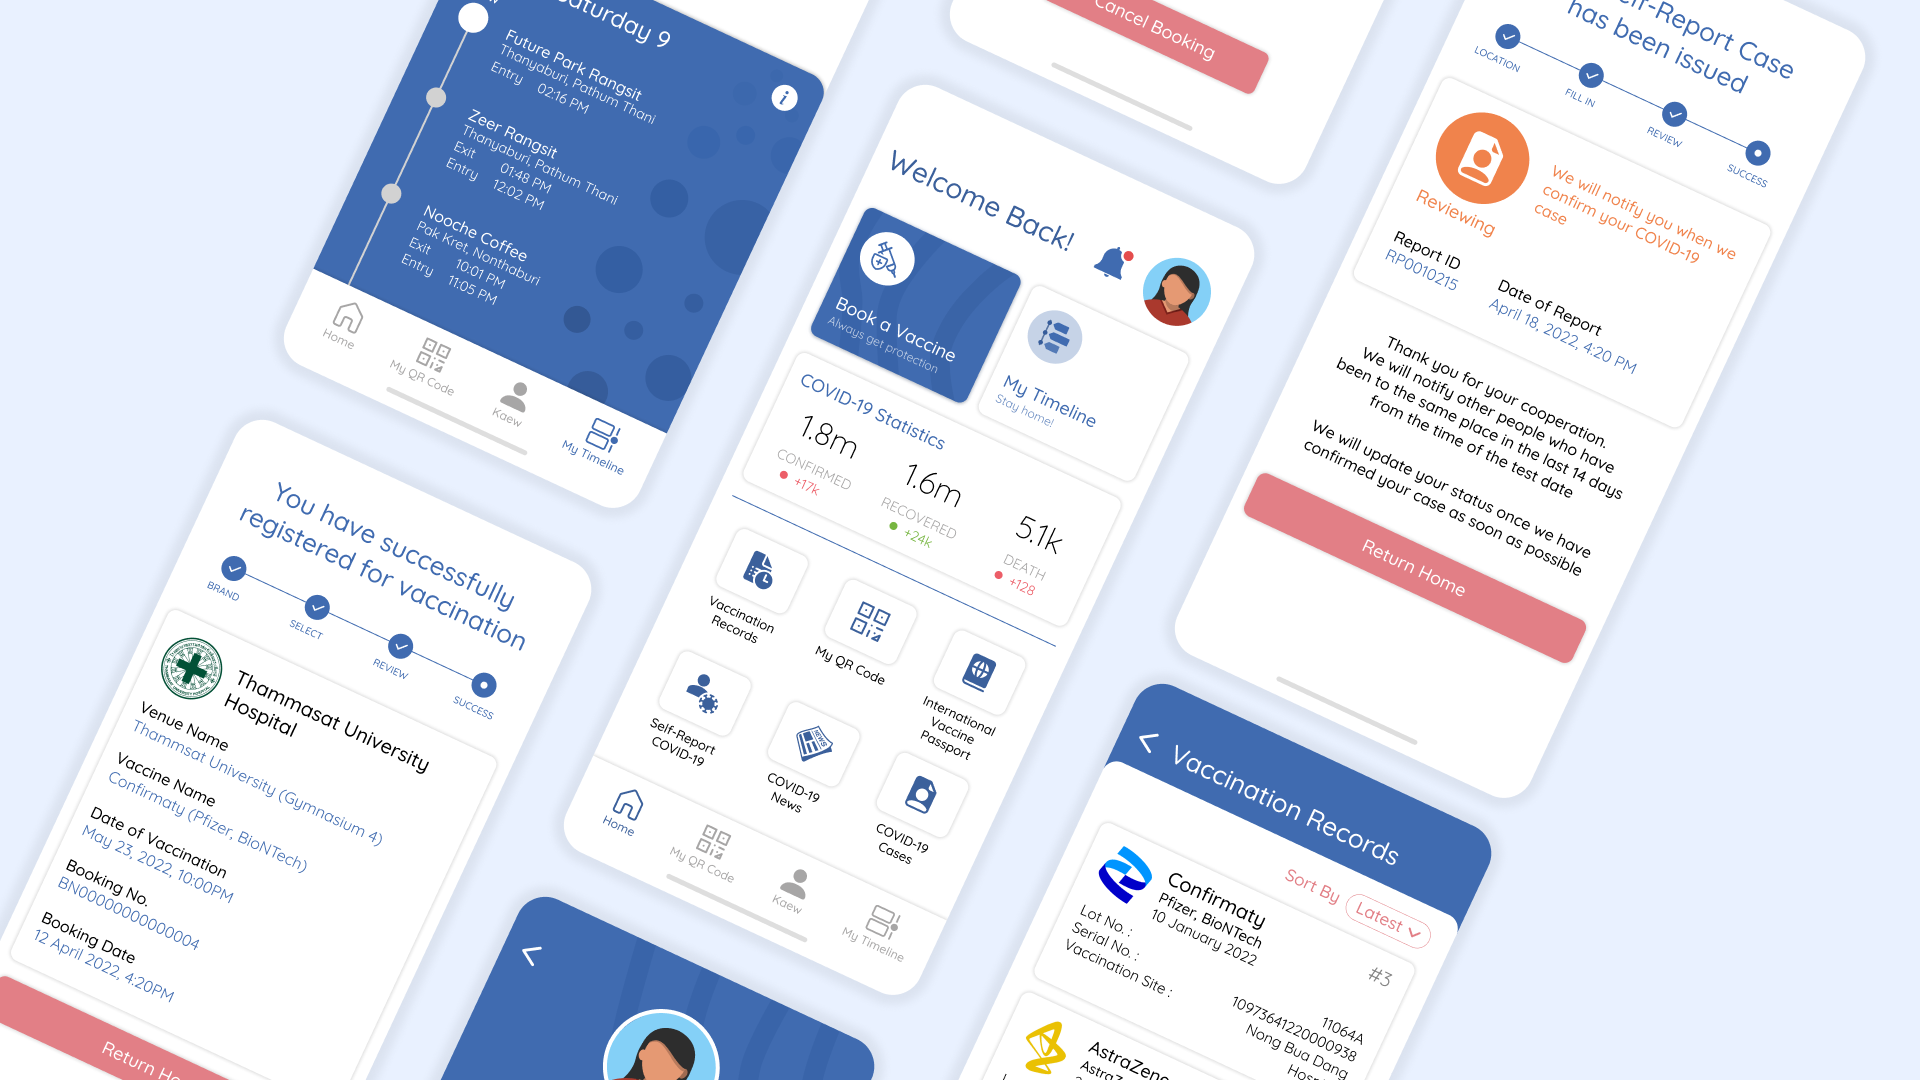 Saturday 9
Future Park Rangsit
Thanyaburi, Pathum Thani
Entry 02:16 PM
Zeer Rangsit
Thanyaburi, Pathum Thani
Exit 01:48 PM
Entry 12:02 PM
Nooche Coffee
Pak Kret, Nonthaburi
Exit 10:01 PM
Entry 11:05 PM
Home
My QR Code
Kaew
My Timeline
You have successfully
registered for vaccination
BRAND
SELECT
REVIEW
SUCCESS
Thammasat University
Hospital
Venue Name
Thammsat University (Gymnasium 4)
Vaccine Name
Confirmaty (Pfizer, BioNTech)
Date of Vaccination
May 23, 2022, 10:00PM
Booking No.
BN0000000000004
Booking Date
12 April 2022, 4:20PM
Return
Cancel Booking
Welcome Back!
Book a Vaccine
Always get protection
My Timeline
Stay home!
COVID-19 Statistics
1.8m
CONFIRMED
+17k
1.6m
RECOVERED
+24k
5.1k
DEATH
+128
Vaccination
Records
My QR Code
International
Vaccine
Passport
Self-Report
COVID-19
COVID-19
News
NEWS
COVID-19
Cases
Home
My QR Code
Kaew
My Timeline
Self-Report Case
has been issued
LOCATION
FILL IN
REVIEW
SUCCESS
Reviewing
We will notify you when we
confirm your COVID-19
case
Report ID
RP0010215
Date of Report
April 18, 2022, 4:20 PM
Thank you for your cooperation.
We will notify other people who have
been to the same place in the last 14 days
from the time of the test date
We will update your status once we have
confirmed your case as soon as possible
Return Home
Vaccination Records
Sort By Latest
Confirmaty
Pfizer, BioNTech
10 January 2022
#3
Lot No. : 11064A
Serial No. : 1097364122000938
Vaccination Site : Nong Bua Dang